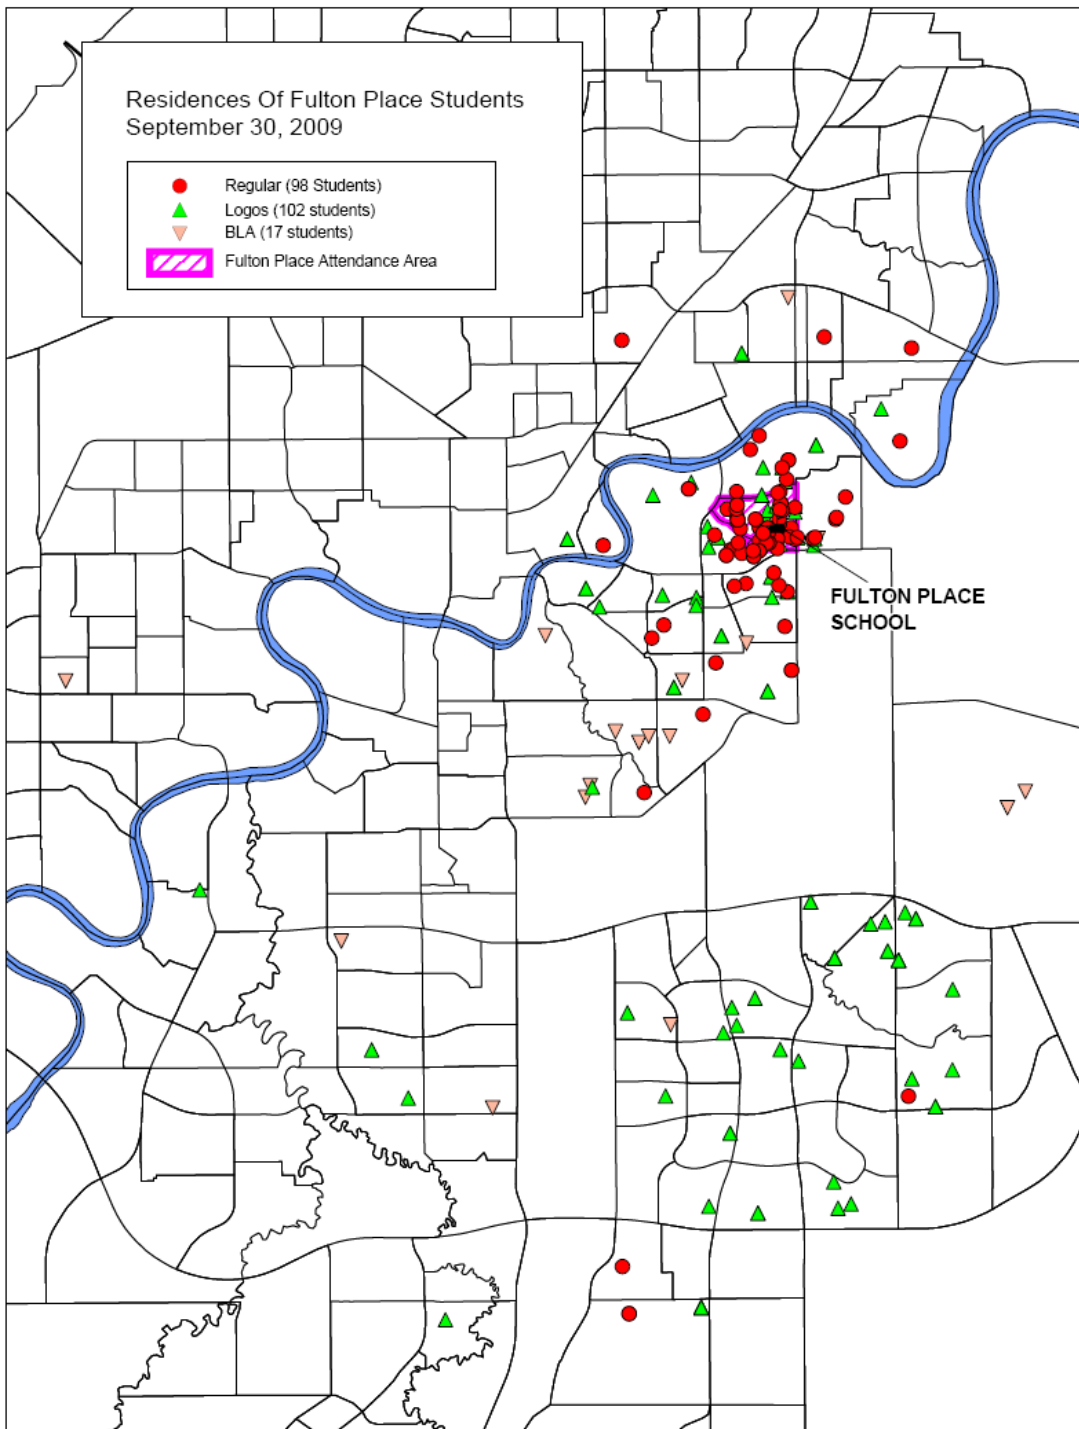 Residences Of Fulton Place Students
September 30, 2009
Regular (98 Students)
Logos (102 students)
BLA (17 students)
Fulton Place Attendance Area
FULTON PLACE
SCHOOL